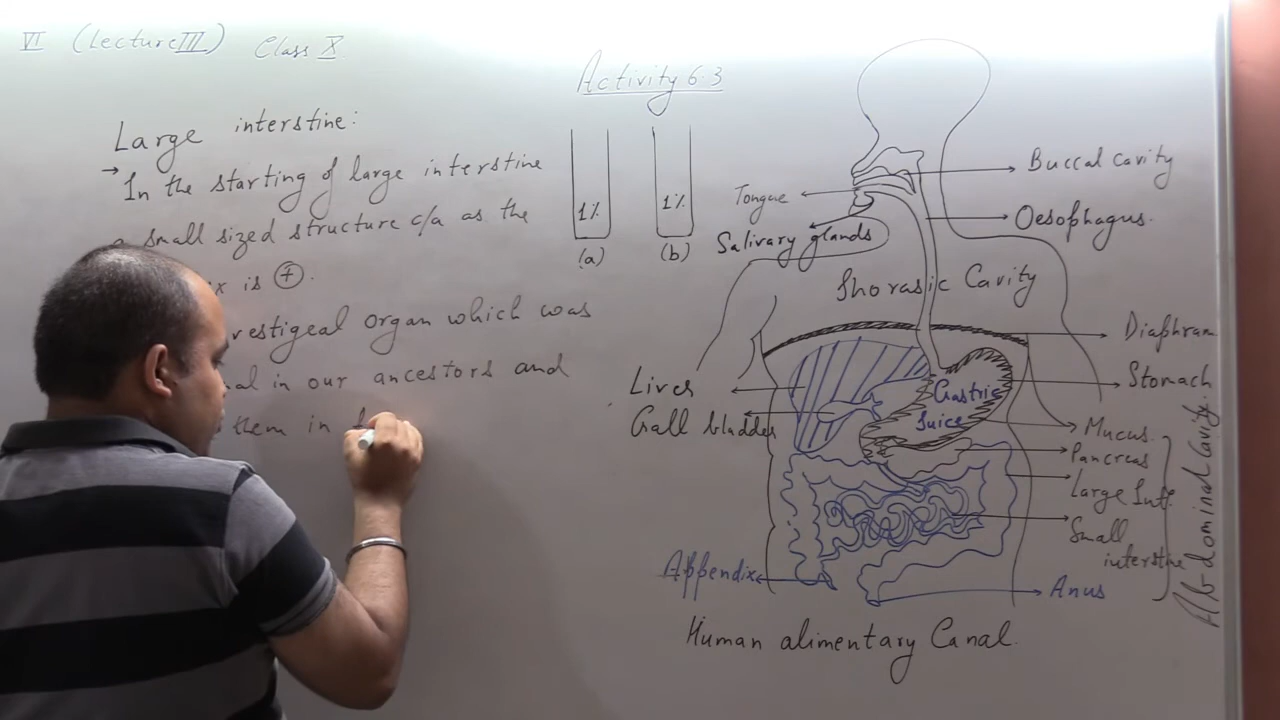 VI (Lecture III) Class X
Large interstine:
→ In the starting of large interstine
a small sized structure c/a as the
x is +.
vestigeal organ which was
al in our ancestors and
them in
Activity 6.3
1%
1%
(a)
(b)
Buccal cavity
Tongue
Oesophagus.
Salivary glands
Thorasic Cavity
Diaphram
Liver
Stomach
Gastric
Juice
Gall bladder
Mucus
Pancreas
Large Int.
Small
interstine
Appendix
Anus
Abdominal Cavity.
Human alimentary Canal.